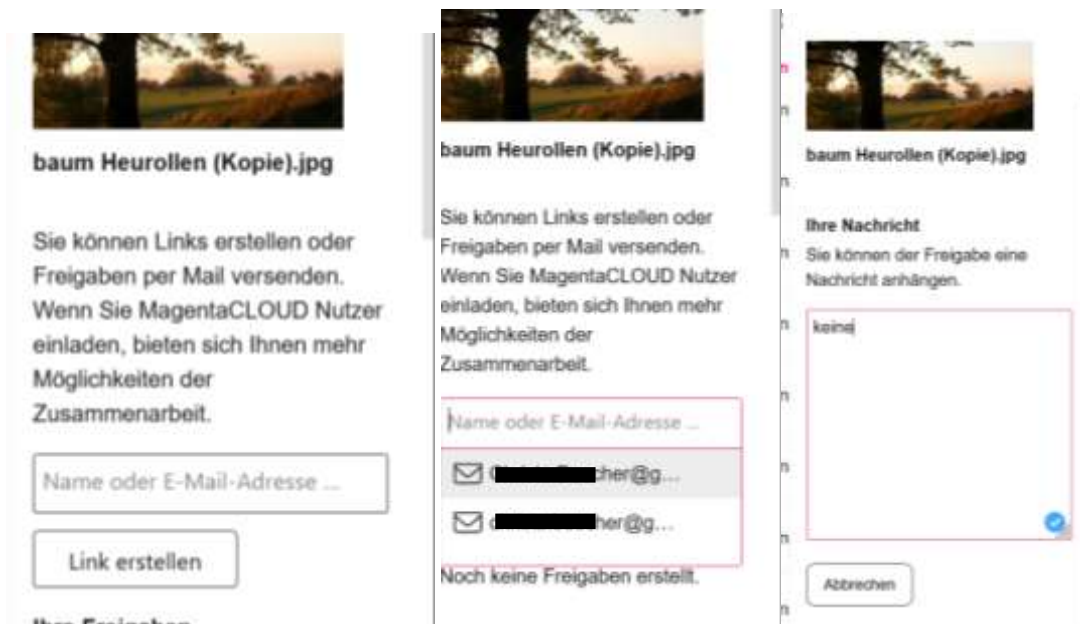 baum Heurollen (Kopie).jpg
Sie können Links erstellen oder
Freigaben per Mail versenden.
Wenn Sie MagentaCLOUD Nutzer
einladen, bieten sich Ihnen mehr
Möglichkeiten der
Zusammenarbeit.
Name oder E-Mail-Adresse ...
Link erstellen
baum Heurollen (Kopie).jpg
Sie können Links erstellen oder
Freigaben per Mail versenden.
Wenn Sie MagentaCLOUD Nutzer
einladen, bieten sich Ihnen mehr
Möglichkeiten der
Zusammenarbeit.
Name oder E-Mail-Adresse ...
cher@g...
her@g...
Noch keine Freigaben erstellt.
baum Heurollen (Kopie).jpg
Ihre Nachricht
Sie können der Freigabe eine
Nachricht anhängen.
keine
Abbrechen